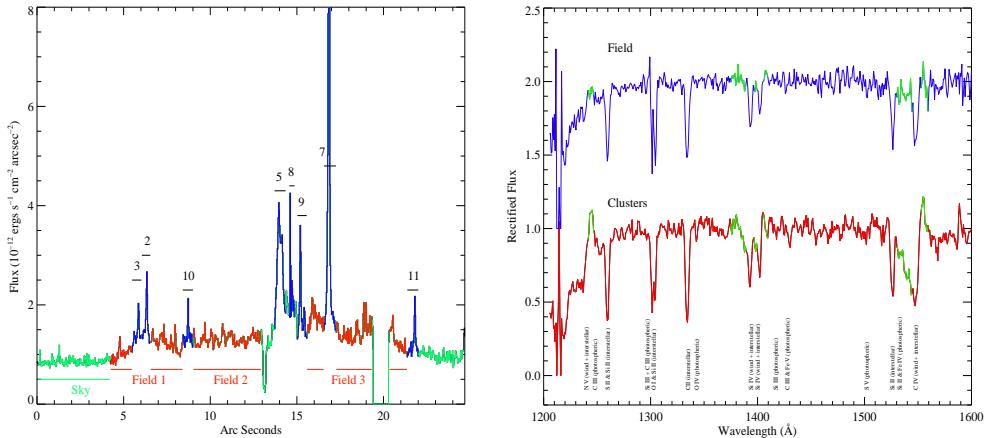 8
6
4
2
0
Flux (10⁻¹² ergs s⁻¹ cm⁻² arcsec⁻²)
3
2
10
5
8
9
7
11
Sky
Field 1
Field 2
Field 3
0 5 10 15 20
Arc Seconds
2.5
2.0
1.5
1.0
0.5
0.0
Rectified Flux
Field
Clusters
N V (wind + interstellar)
C III (photospheric)
S II & Si II (interstellar)
Si III + C III (photospheric)
O I & Si II (interstellar)
CII (interstellar)
O IV (photospheric)
Si IV (wind + interstellar)
Si IV (wind + interstellar)
Si III (photospheric)
C III & Fe V (photospheric)
S V (photospheric)
Si II (interstellar)
Si II & Fe IV (photospheric)
C IV (wind + interstellar)
1200 1300 1400 1500 1600
Wavelength (Å)